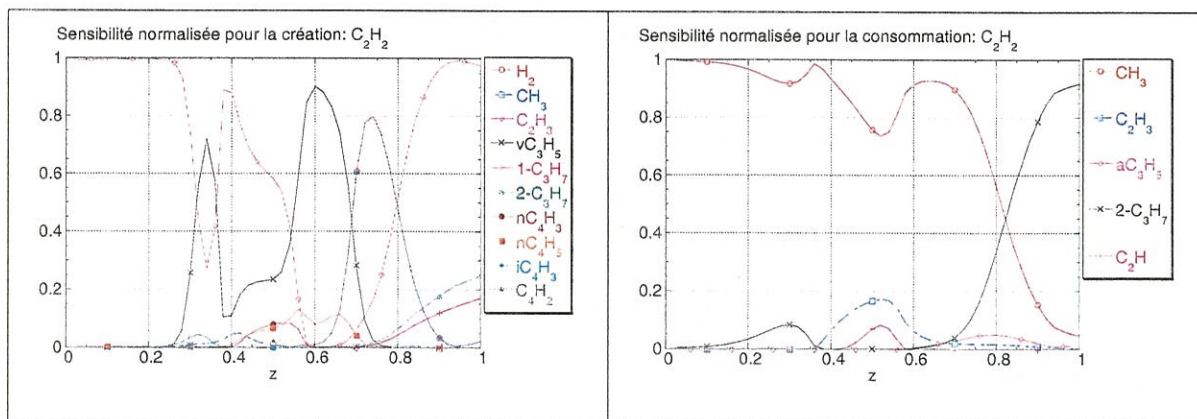 Sensibilité normalisée pour la création: C₂H₂
1
0.8
0.6
0.4
0.2
0
0 0.2 0.4 0.6 0.8 1
z
H₂
CH₃
C₂H₃
vC₃H₅
1-C₃H₇
2-C₃H₇
nC₄H₃
nC₄H₅
iC₄H₃
C₄H₂
Sensibilité normalisée pour la consommation: C₂H₂
1
0.8
0.6
0.4
0.2
0
0 0.2 0.4 0.6 0.8 1
z
CH₃
C₂H₃
aC₃H₅
2-C₃H₇
C₂H